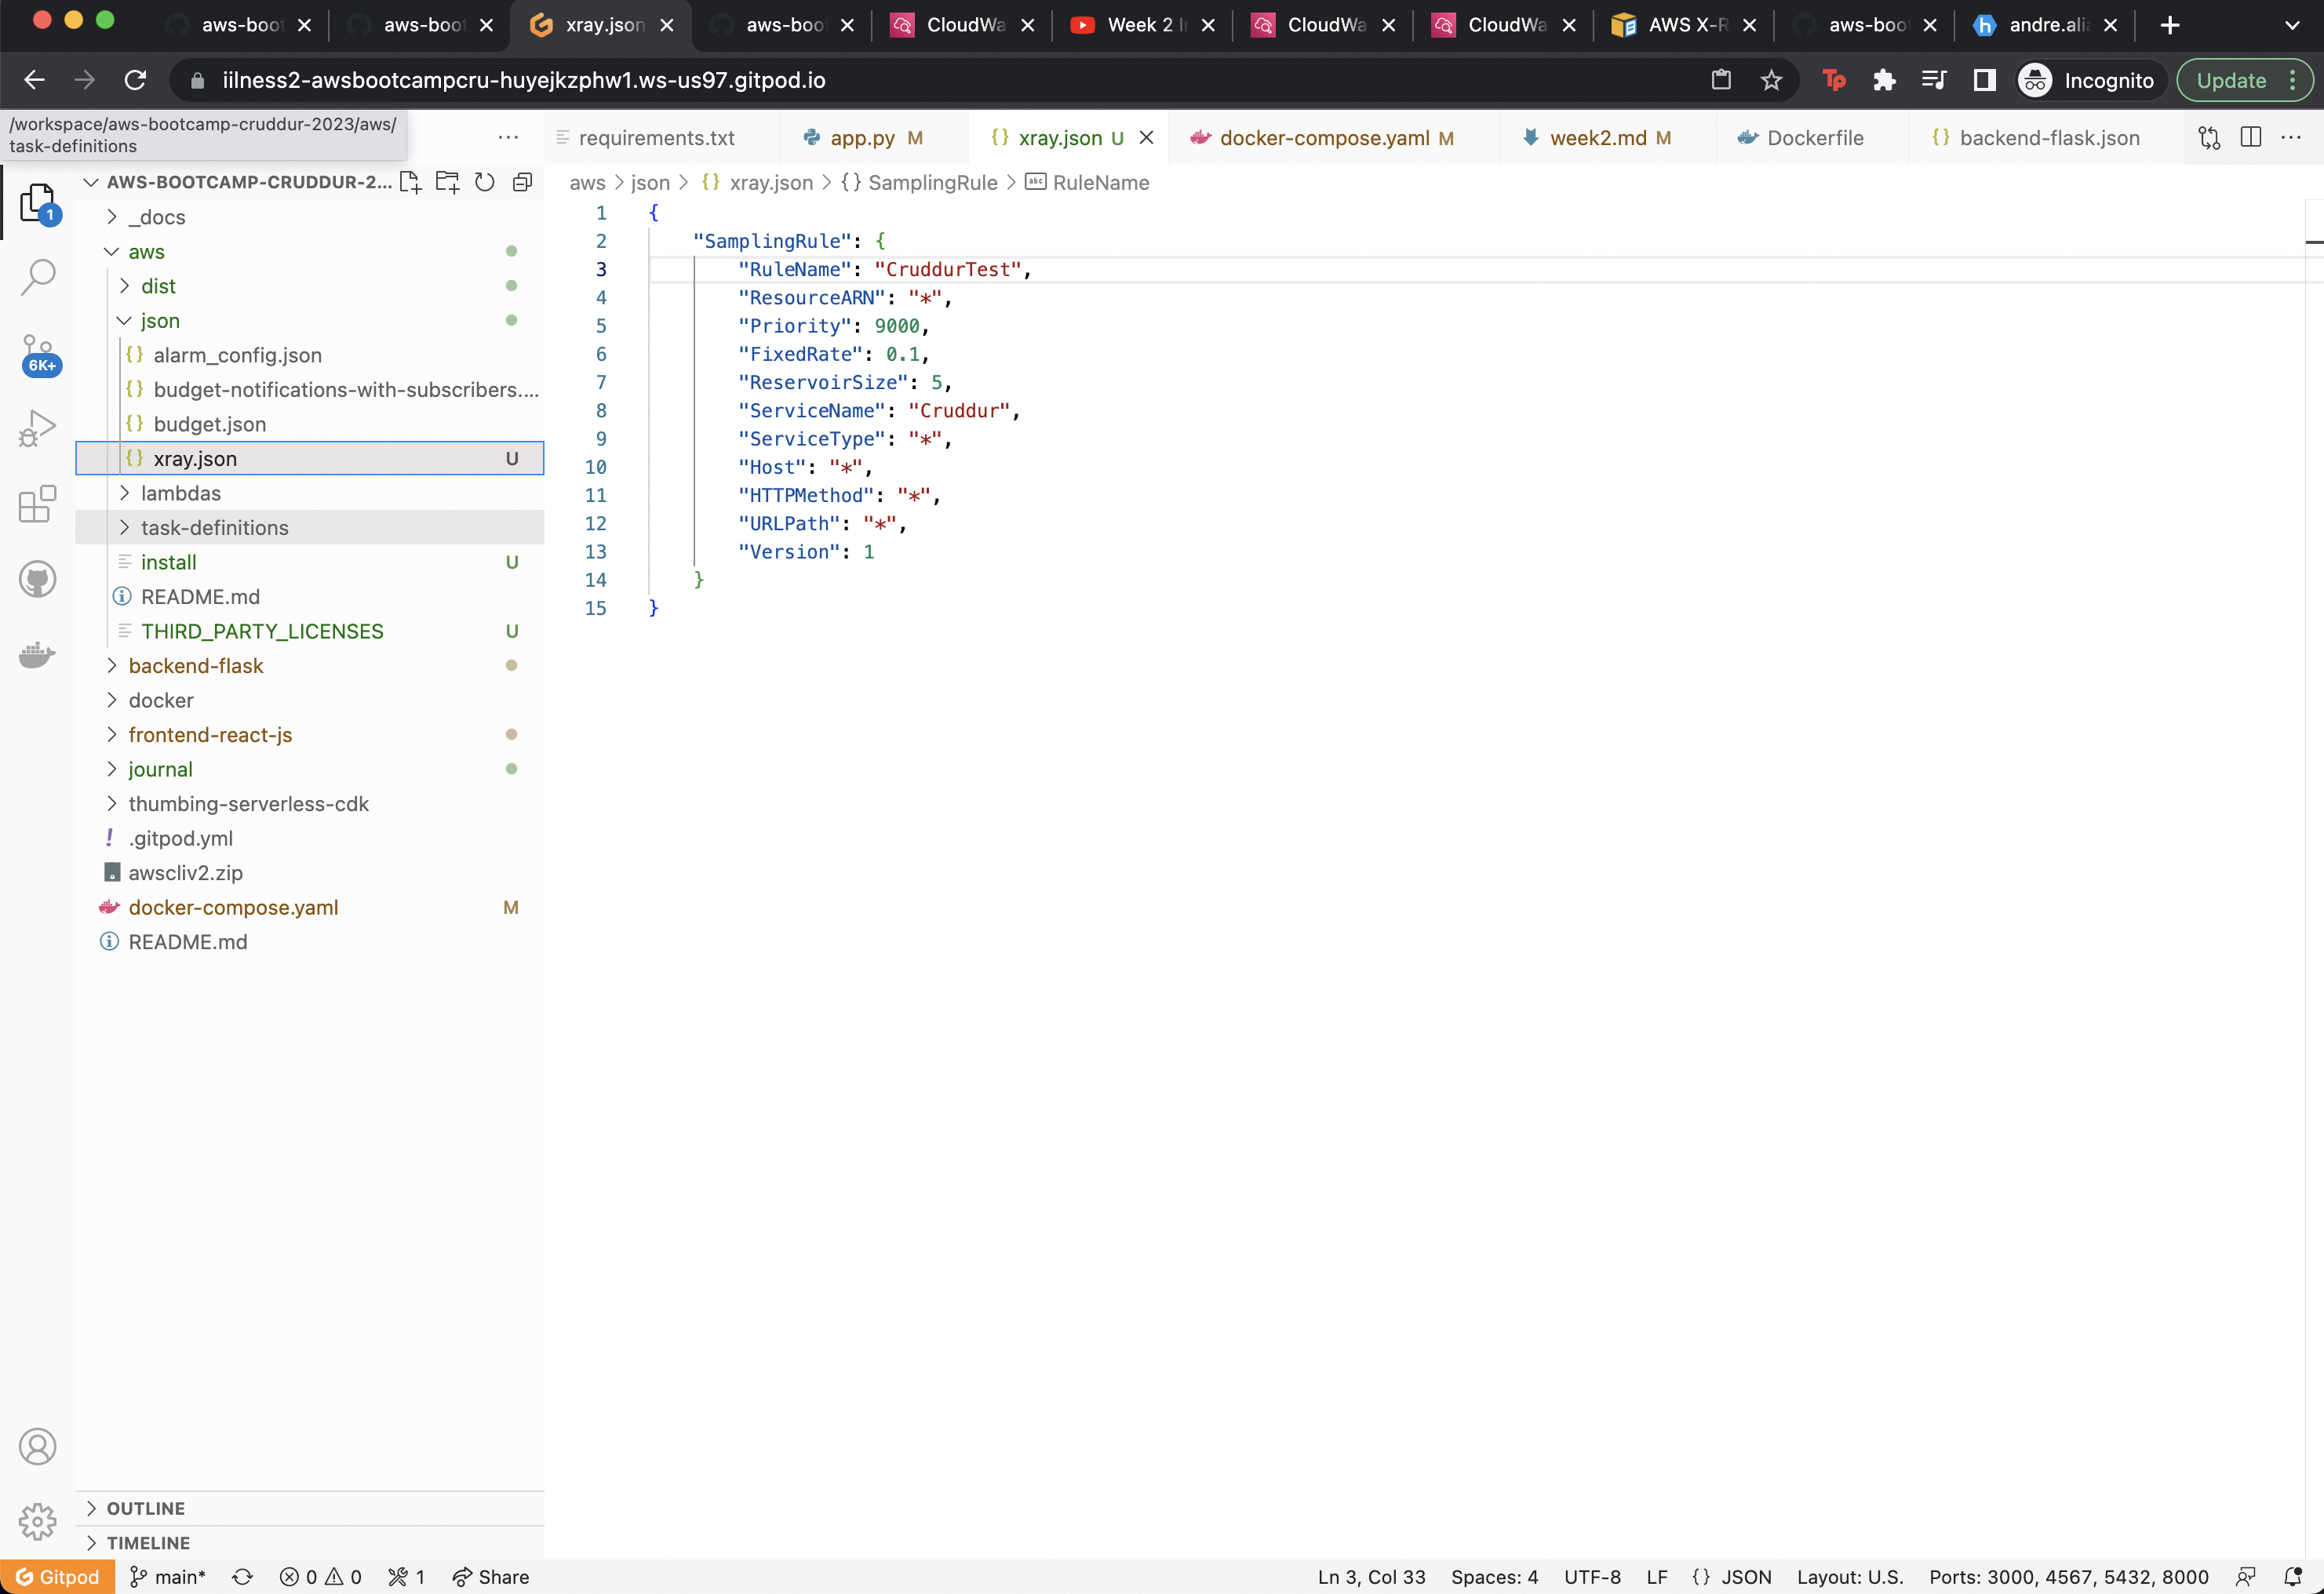 aws-boot
aws-boot
xray.json
aws-boot
CloudWa
Week 2 I
CloudWa
CloudWa
AWS X-R
aws-boot
andre.alia
iilness2-awsbootcampcru-huyejkzphw1.ws-us97.gitpod.io
Tp
Incognito
Update
/workspace/aws-bootcamp-cruddur-2023/aws/
task-definitions
requirements.txt
app.py M
{} xray.json U
docker-compose.yaml M
week2.md M
Dockerfile
{} backend-flask.json
AWS-BOOTCAMP-CRUDDUR-2...
aws > json > {} xray.json > {} SamplingRule > abc RuleName
1
6K+
_docs
aws
dist
json
{} alarm_config.json
{} budget-notifications-with-subscribers....
{} budget.json
{} xray.json U
lambdas
task-definitions
install U
README.md
THIRD_PARTY_LICENSES U
backend-flask
docker
frontend-react-js
journal
thumbing-serverless-cdk
! .gitpod.yml
awscliv2.zip
docker-compose.yaml M
README.md
OUTLINE
TIMELINE
1 {
2 "SamplingRule": {
3 "RuleName": "CruddurTest",
4 "ResourceARN": "*",
5 "Priority": 9000,
6 "FixedRate": 0.1,
7 "ReservoirSize": 5,
8 "ServiceName": "Cruddur",
9 "ServiceType": "*",
10 "Host": "*",
11 "HTTPMethod": "*",
12 "URLPath": "*",
13 "Version": 1
14 }
15 }
Gitpod main* 0 0 1 Share Ln 3, Col 33 Spaces: 4 UTF-8 LF {} JSON Layout: U.S. Ports: 3000, 4567, 5432, 8000